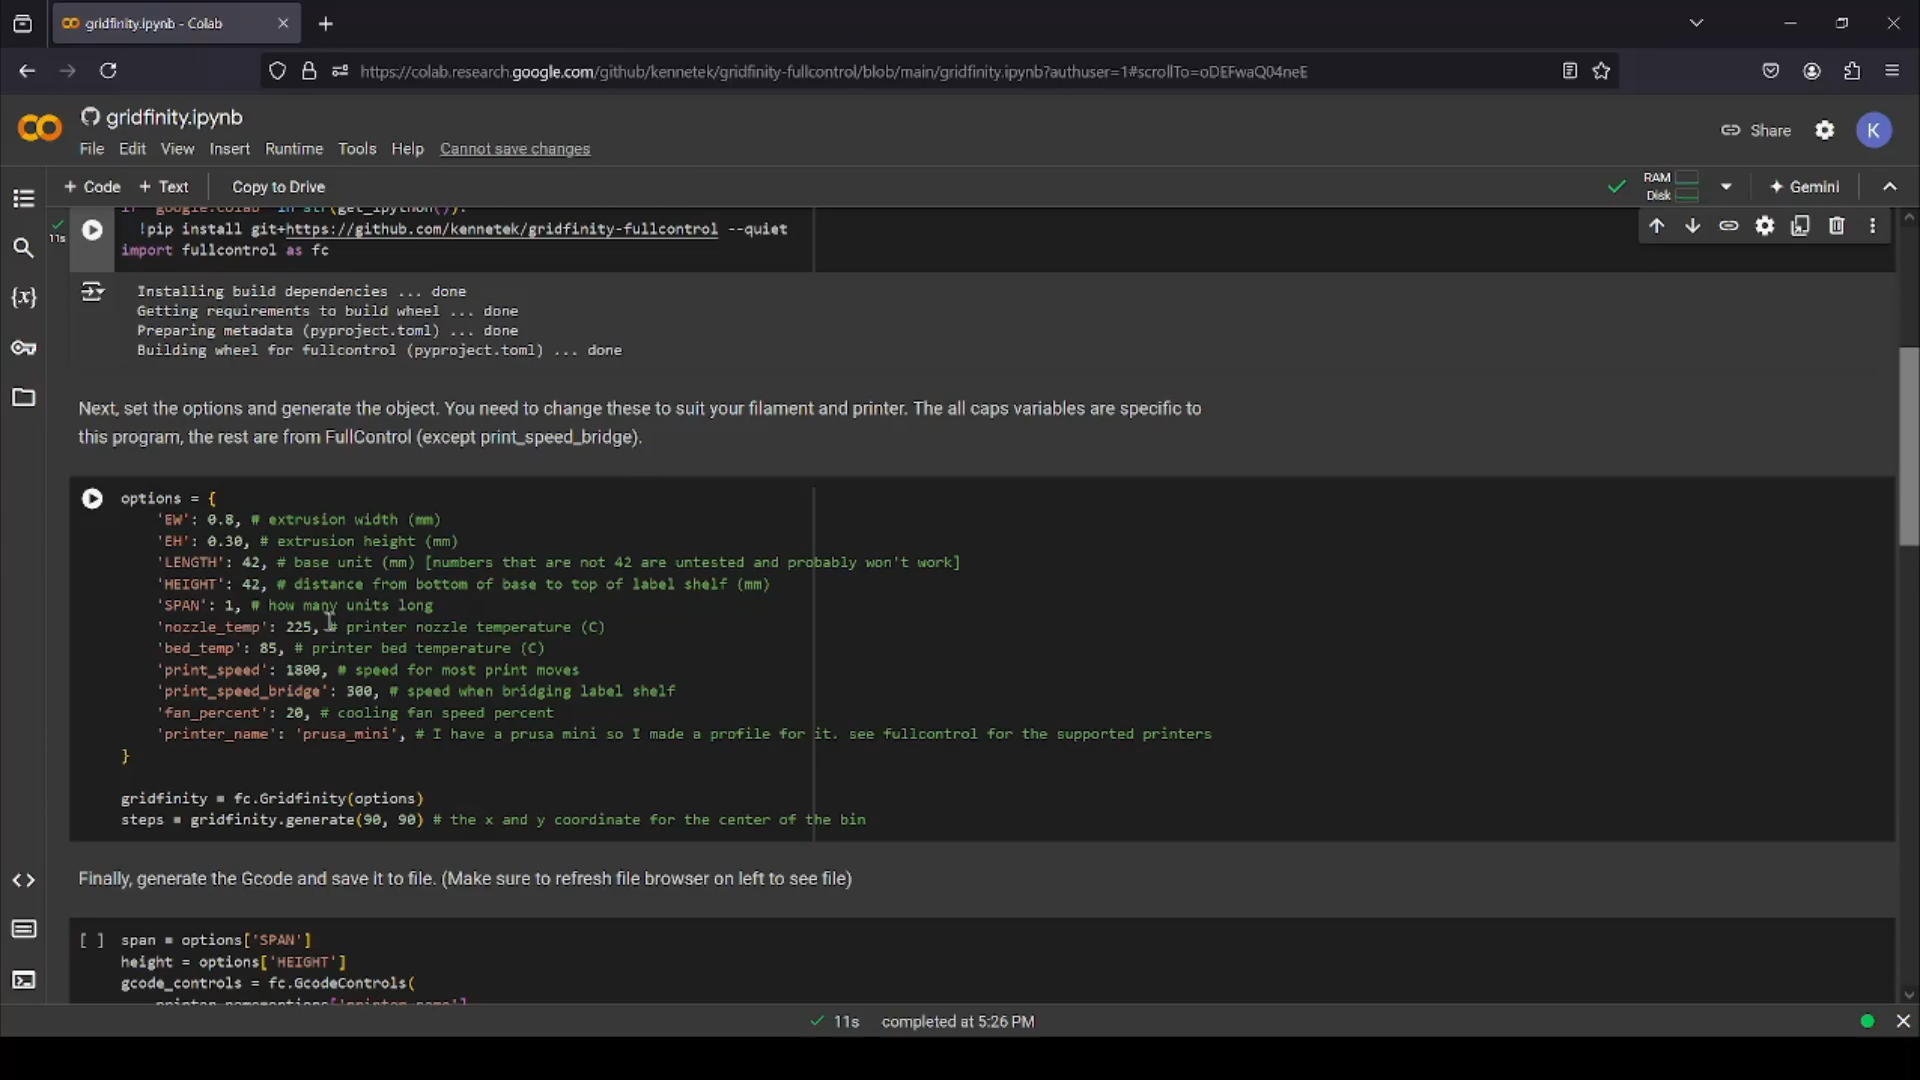 gridfinity.ipynb - Colab
https://colab.research.google.com/github/kennetek/gridfinity-fullcontrol/blob/main/gridfinity.ipynb?authuser=1#scrollTo=oDEFwaQ04neE
gridfinity.ipynb
Share
K
File Edit View Insert Runtime Tools Help Cannot save changes
+ Code + Text Copy to Drive
RAM
Disk
Gemini
if 'google.colab' in str(get_ipython()):
11s
!pip install git+https://github.com/kennetek/gridfinity-fullcontrol --quiet
import fullcontrol as fc
Installing build dependencies ... done
Getting requirements to build wheel ... done
Preparing metadata (pyproject.toml) ... done
Building wheel for fullcontrol (pyproject.toml) ... done
Next, set the options and generate the object. You need to change these to suit your filament and printer. The all caps variables are specific to
this program, the rest are from FullControl (except print_speed_bridge).
options = {
'EW': 0.8, # extrusion width (mm)
'EH': 0.30, # extrusion height (mm)
'LENGTH': 42, # base unit (mm) [numbers that are not 42 are untested and probably won't work]
'HEIGHT': 42, # distance from bottom of base to top of label shelf (mm)
'SPAN': 1, # how many units long
'nozzle_temp': 225, # printer nozzle temperature (C)
'bed_temp': 85, # printer bed temperature (C)
'print_speed': 1800, # speed for most print moves
'print_speed_bridge': 300, # speed when bridging label shelf
'fan_percent': 20, # cooling fan speed percent
'printer_name': 'prusa_mini', # I have a prusa mini so I made a profile for it. see fullcontrol for the supported printers
}
gridfinity = fc.Gridfinity(options)
steps = gridfinity.generate(90, 90) # the x and y coordinate for the center of the bin
Finally, generate the Gcode and save it to file. (Make sure to refresh file browser on left to see file)
[ ] span = options['SPAN']
height = options['HEIGHT']
gcode_controls = fc.GcodeControls(
printer_name=options['printer_name'],
11s completed at 5:26 PM